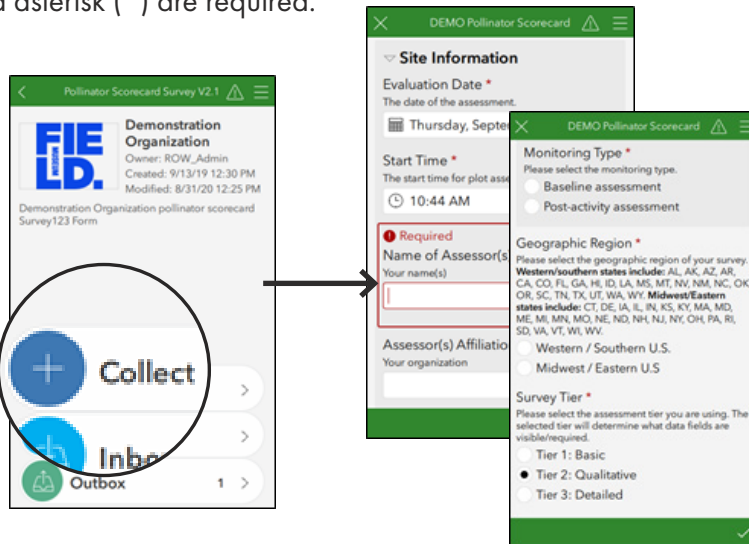 asterisk (*) are required.
Pollinator Scorecard Survey V2.1
FIE
LD.
MUSEUM
Demonstration
Organization
Owner: ROW_Admin
Created: 9/13/19 12:30 PM
Modified: 8/31/20 12:25 PM
Demonstration Organization pollinator scorecard
Survey123 Form
Collect
Inbo
Outbox 1
DEMO Pollinator Scorecard
Site Information
Evaluation Date *
The date of the assessment.
Thursday, Septe
Start Time *
The start time for plot asse
10:44 AM
Required
Name of Assessor(s
Your name(s)
Assessor(s) Affiliatio
Your organization
DEMO Pollinator Scorecard
Monitoring Type *
Please select the monitoring type.
Baseline assessment
Post-activity assessment
Geographic Region *
Please select the geographic region of your survey.
Western/southern states include: AL, AK, AZ, AR,
CA, CO, FL, GA, HI, ID, LA, MS, MT, NV, NM, NC, OK
OR, SC, TN, TX, UT, WA, WY. Midwest/Eastern
states include: CT, DE, IA, IL, IN, KS, KY, MA, MD,
ME, MI, MN, MO, NE, ND, NH, NJ, NY, OH, PA, RI,
SD, VA, VT, WI, WV.
Western / Southern U.S.
Midwest / Eastern U.S
Survey Tier *
Please select the assessment tier you are using. The
selected tier will determine what data fields are
visible/required.
Tier 1: Basic
Tier 2: Qualitative
Tier 3: Detailed